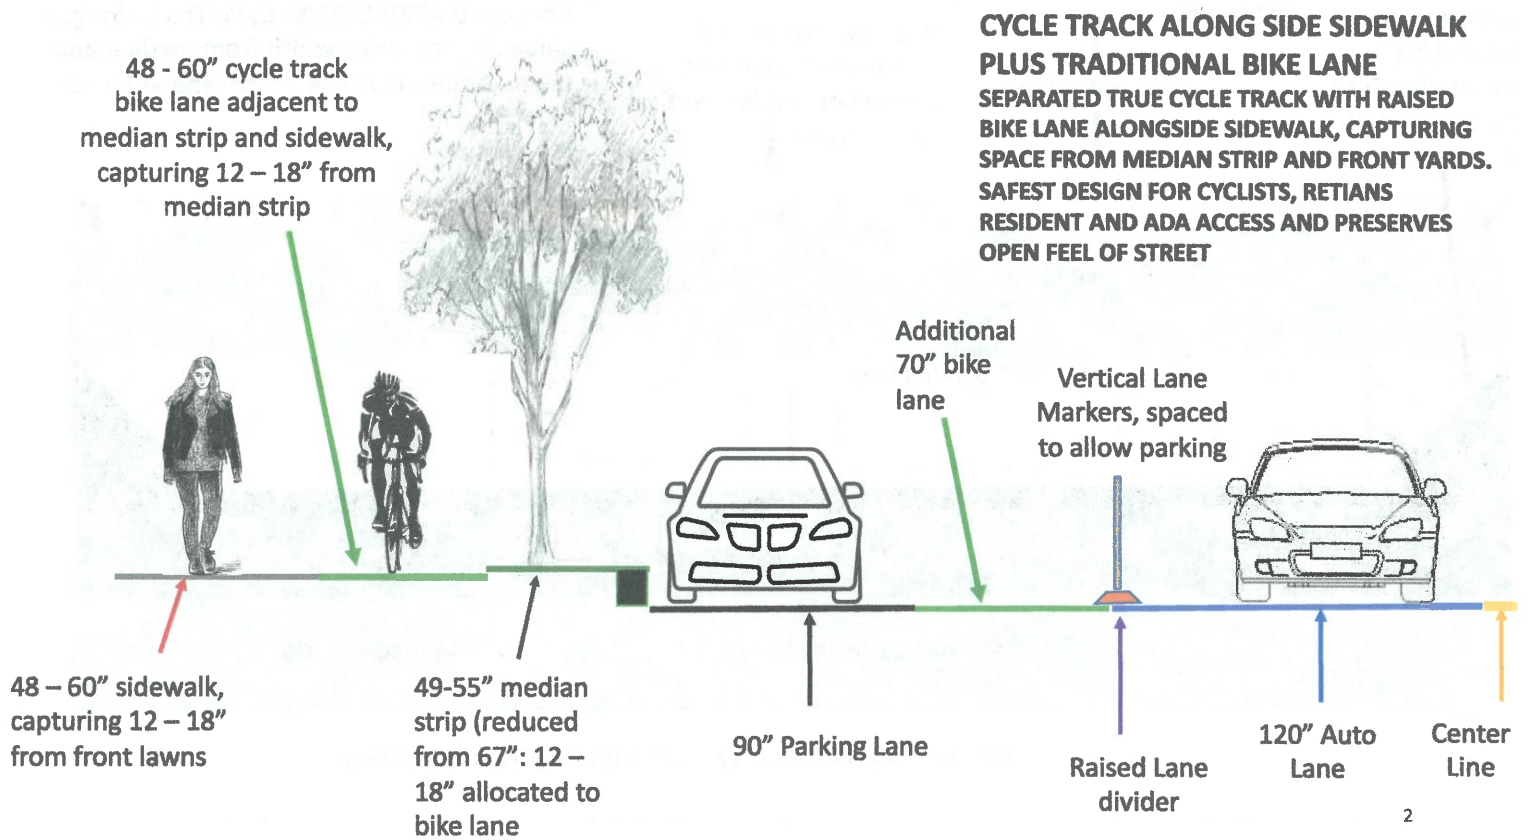 CYCLE TRACK ALONG SIDE SIDEWALK
PLUS TRADITIONAL BIKE LANE
SEPARATED TRUE CYCLE TRACK WITH RAISED
BIKE LANE ALONGSIDE SIDEWALK, CAPTURING
SPACE FROM MEDIAN STRIP AND FRONT YARDS.
SAFEST DESIGN FOR CYCLISTS, RETIANS
RESIDENT AND ADA ACCESS AND PRESERVES
OPEN FEEL OF STREET
48 - 60” cycle track
bike lane adjacent to
median strip and sidewalk,
capturing 12 – 18” from
median strip
Additional
70” bike
lane
Vertical Lane
Markers, spaced
to allow parking
48 – 60” sidewalk,
capturing 12 – 18”
from front lawns
49-55” median
strip (reduced
from 67”: 12 –
18” allocated to
bike lane
90” Parking Lane
Raised Lane
divider
120” Auto
Lane
Center
Line
2